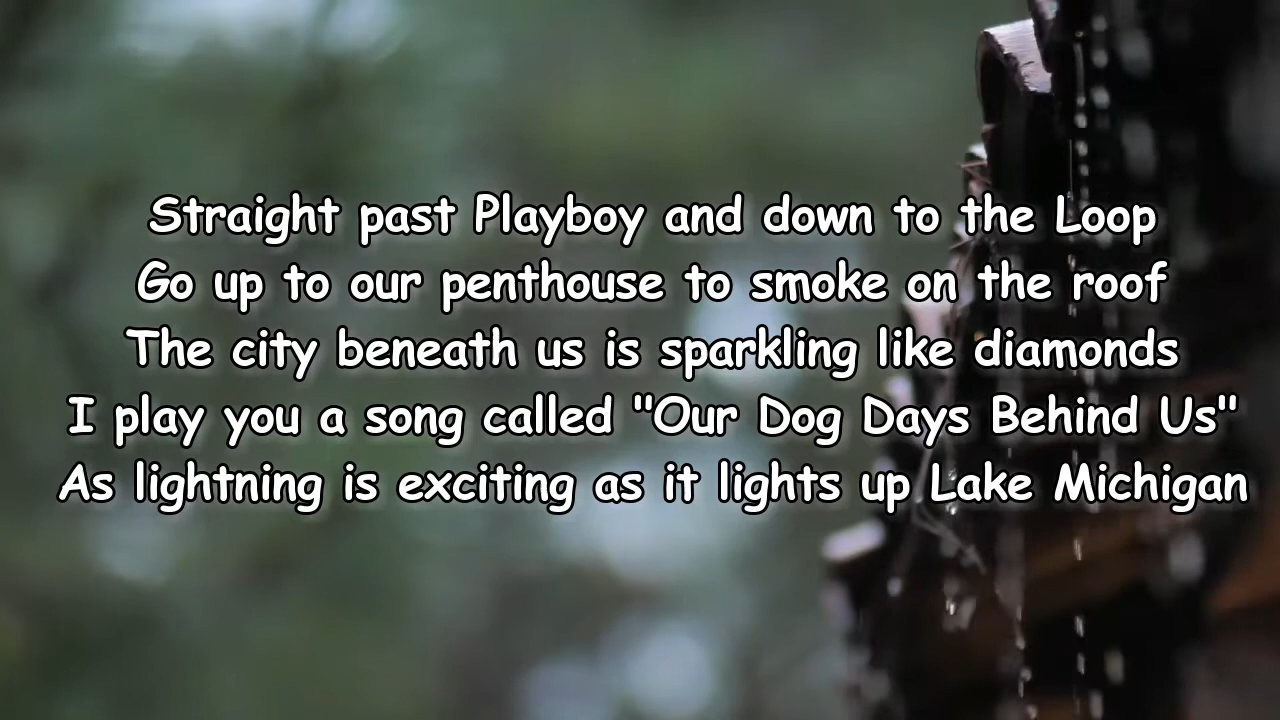 Straight past Playboy and down to the Loop
Go up to our penthouse to smoke on the roof
The city beneath us is sparkling like diamonds
I play you a song called "Our Dog Days Behind Us"
As lightning is exciting as it lights up Lake Michigan